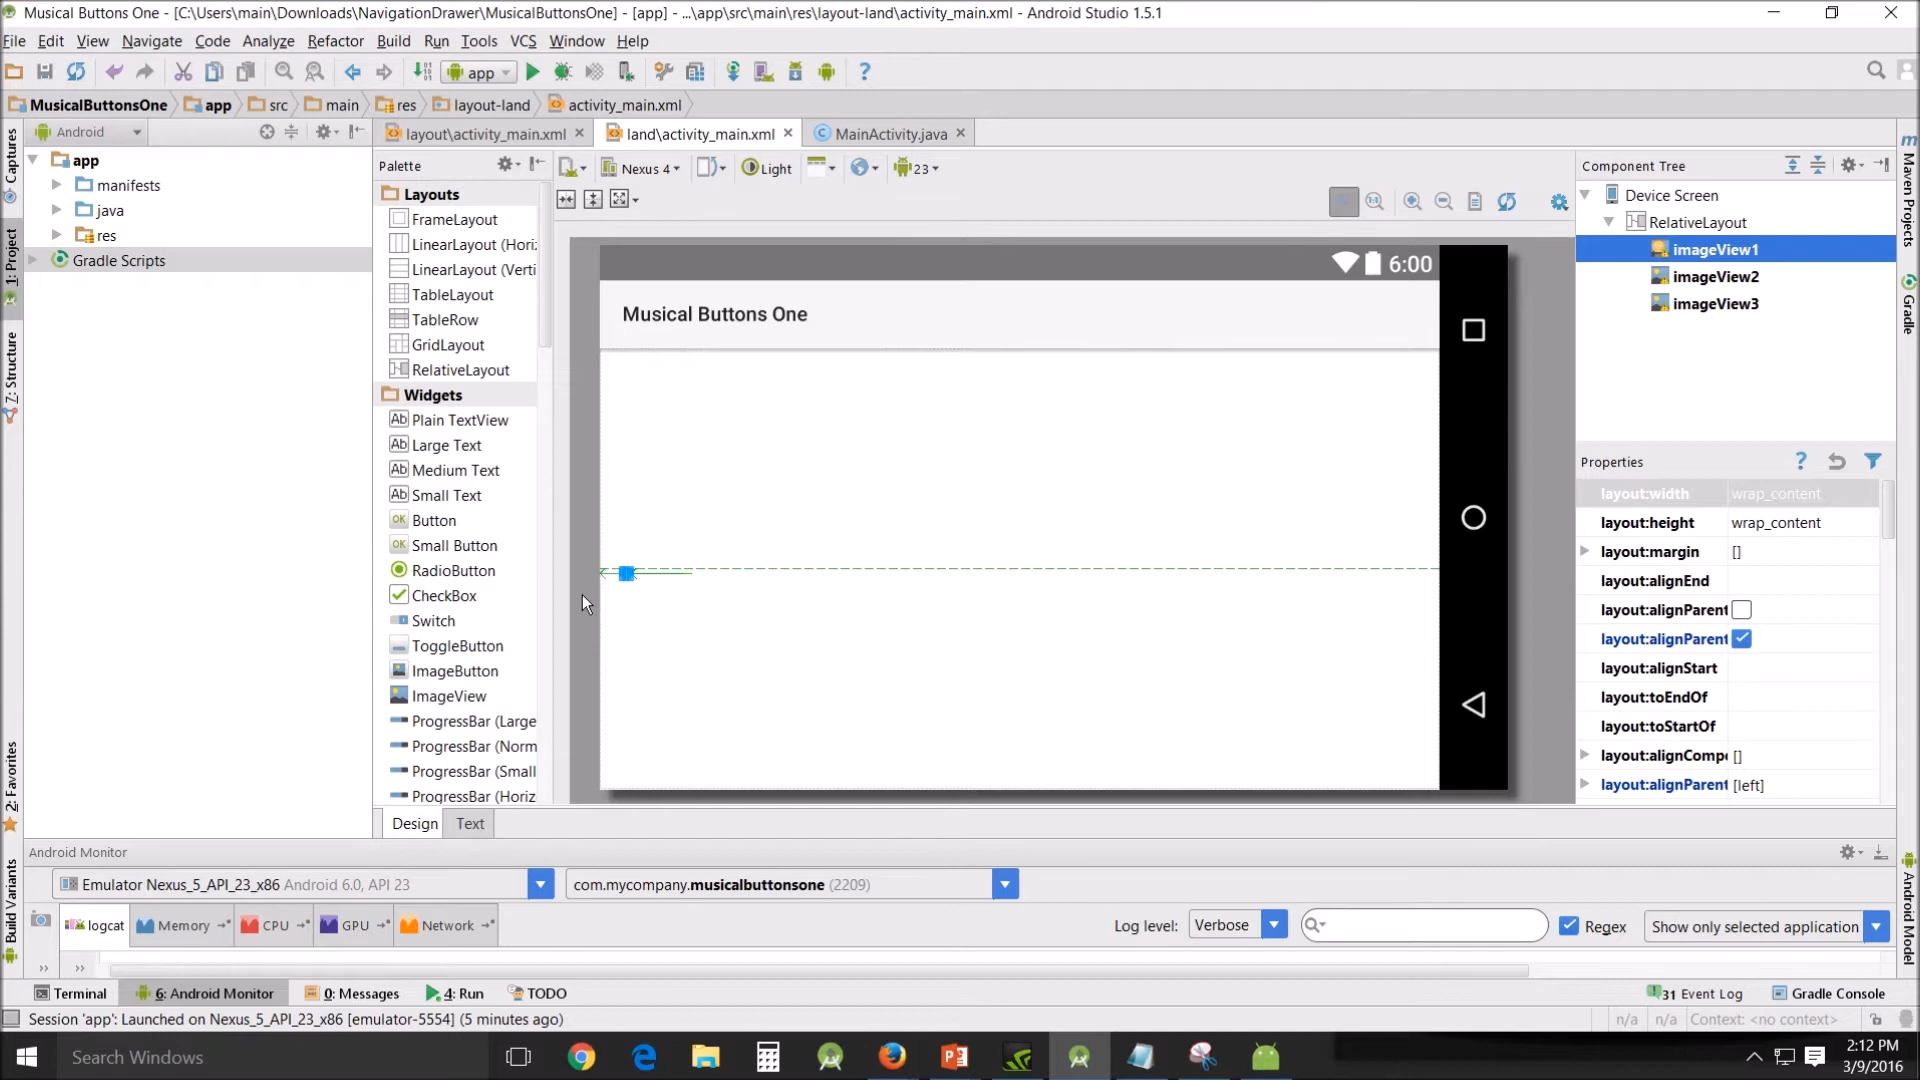 Musical Buttons One - [C:\Users\main\Downloads\NavigationDrawer\MusicalButtonsOne] - [app] - ...\app\src\main\res\layout-land\activity_main.xml - Android Studio 1.5.1
File Edit View Navigate Code Analyze Refactor Build Run Tools VCS Window Help
app
MusicalButtonsOne app src main res layout-land activity_main.xml
Android
layout\activity_main.xml land\activity_main.xml MainActivity.java
Captures
1: Project
7: Structure
2: Favorites
Build Variants
app
manifests
java
res
Gradle Scripts
Palette
Layouts
FrameLayout
LinearLayout (Hori:
LinearLayout (Verti
TableLayout
TableRow
GridLayout
RelativeLayout
Widgets
Plain TextView
Large Text
Medium Text
Small Text
Button
Small Button
RadioButton
CheckBox
Switch
ToggleButton
ImageButton
ImageView
ProgressBar (Large
ProgressBar (Norm
ProgressBar (Small
ProgressBar (Horiz
Nexus 4 Light 23
6:00
Musical Buttons One
Design Text
Component Tree
Device Screen
RelativeLayout
imageView1
imageView2
imageView3
Properties
layout:width wrap_content
layout:height wrap_content
layout:margin []
layout:alignEnd
layout:alignParent
layout:alignParent
layout:alignStart
layout:toEndOf
layout:toStartOf
layout:alignCompo []
layout:alignParent [left]
Maven Projects
Gradle
Android Model
Android Monitor
Emulator Nexus_5_API_23_x86 Android 6.0, API 23 com.mycompany.musicalbuttonsone (2209)
logcat Memory CPU GPU Network Log level: Verbose Regex Show only selected application
Terminal 6: Android Monitor 0: Messages 4: Run TODO 31 Event Log Gradle Console
Session 'app': Launched on Nexus_5_API_23_x86 [emulator-5554] (5 minutes ago) n/a n/a Context: <no context>
Search Windows
2:12 PM
3/9/2016